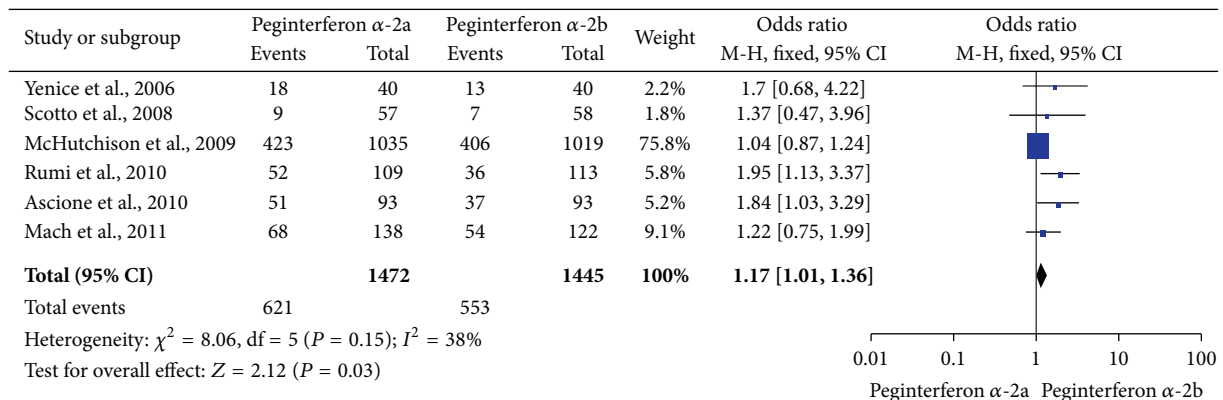 Study or subgroup Peginterferon α-2a Peginterferon α-2b Weight Odds ratio Odds ratio
Events Total Events Total M-H, fixed, 95% CI M-H, fixed, 95% CI
Yenice et al., 2006 18 40 13 40 2.2% 1.7 [0.68, 4.22]
Scotto et al., 2008 9 57 7 58 1.8% 1.37 [0.47, 3.96]
McHutchison et al., 2009 423 1035 406 1019 75.8% 1.04 [0.87, 1.24]
Rumi et al., 2010 52 109 36 113 5.8% 1.95 [1.13, 3.37]
Ascione et al., 2010 51 93 37 93 5.2% 1.84 [1.03, 3.29]
Mach et al., 2011 68 138 54 122 9.1% 1.22 [0.75, 1.99]
Total (95% CI) 1472 1445 100% 1.17 [1.01, 1.36]
Total events 621 553
Heterogeneity: χ² = 8.06, df = 5 (P = 0.15); I² = 38%
Test for overall effect: Z = 2.12 (P = 0.03)
0.01 0.1 1 10 100
Peginterferon α-2a Peginterferon α-2b